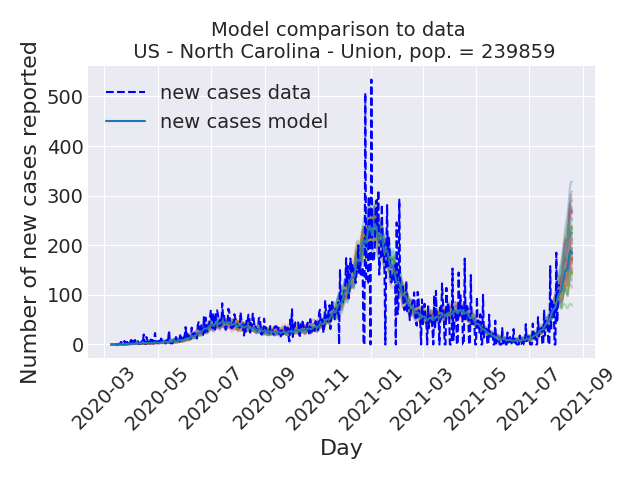 Model comparison to data
US - North Carolina - Union, pop. = 239859
Number of new cases reported
500
400
300
200
100
0
new cases data
new cases model
2020-03
2020-05
2020-07
2020-09
2020-11
2021-01
2021-03
2021-05
2021-07
2021-09
Day